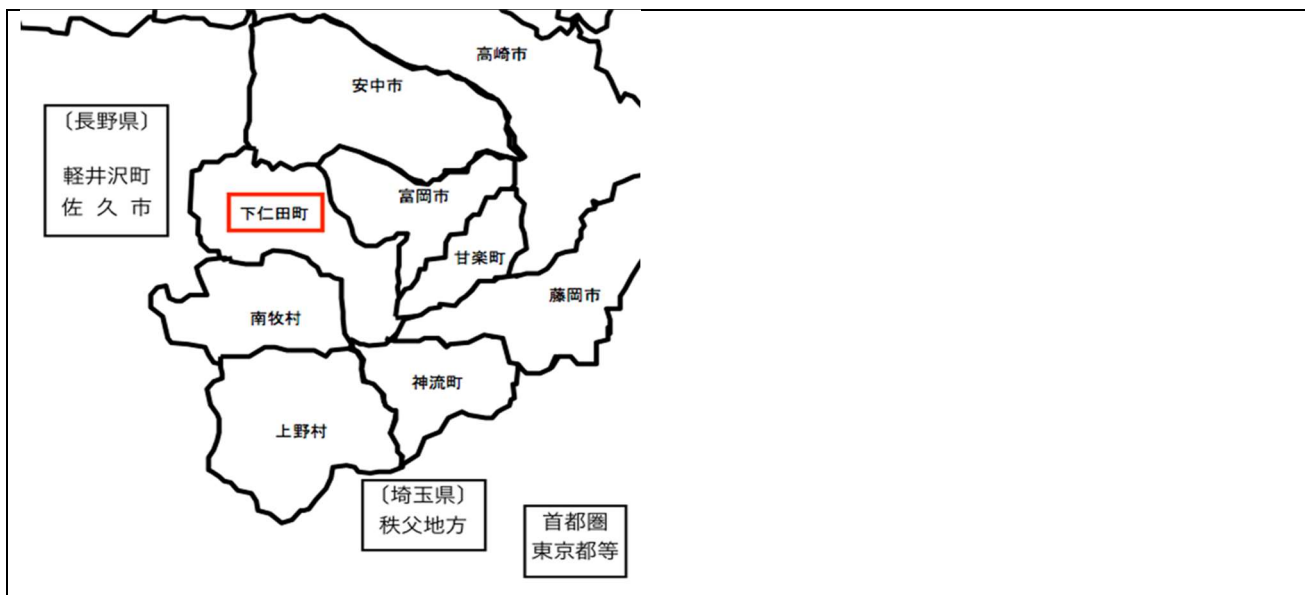 高崎市
安中市
〔長野県〕
軽井沢町
佐久市
富岡市
下仁田町
甘楽町
藤岡市
南牧村
神流町
上野村
〔埼玉県〕
秩父地方
首都圏
東京都等